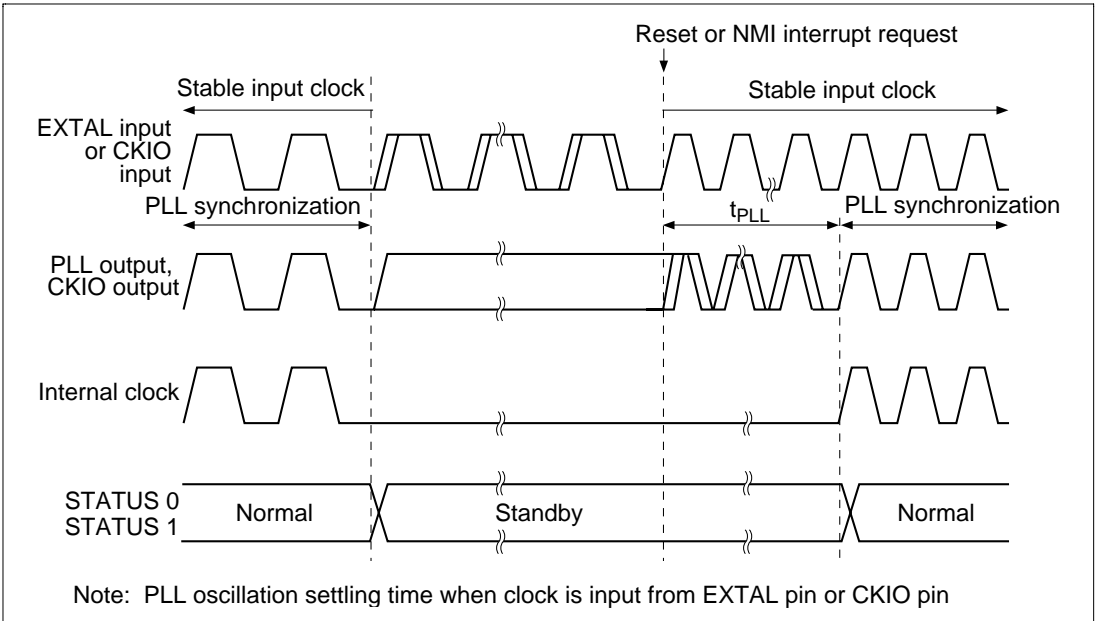 Reset or NMI interrupt request
Stable input clock
Stable input clock
EXTAL input
or CKIO
input
PLL synchronization
tPLL
PLL synchronization
PLL output,
CKIO output
Internal clock
STATUS 0
STATUS 1
Normal
Standby
Normal
Note: PLL oscillation settling time when clock is input from EXTAL pin or CKIO pin